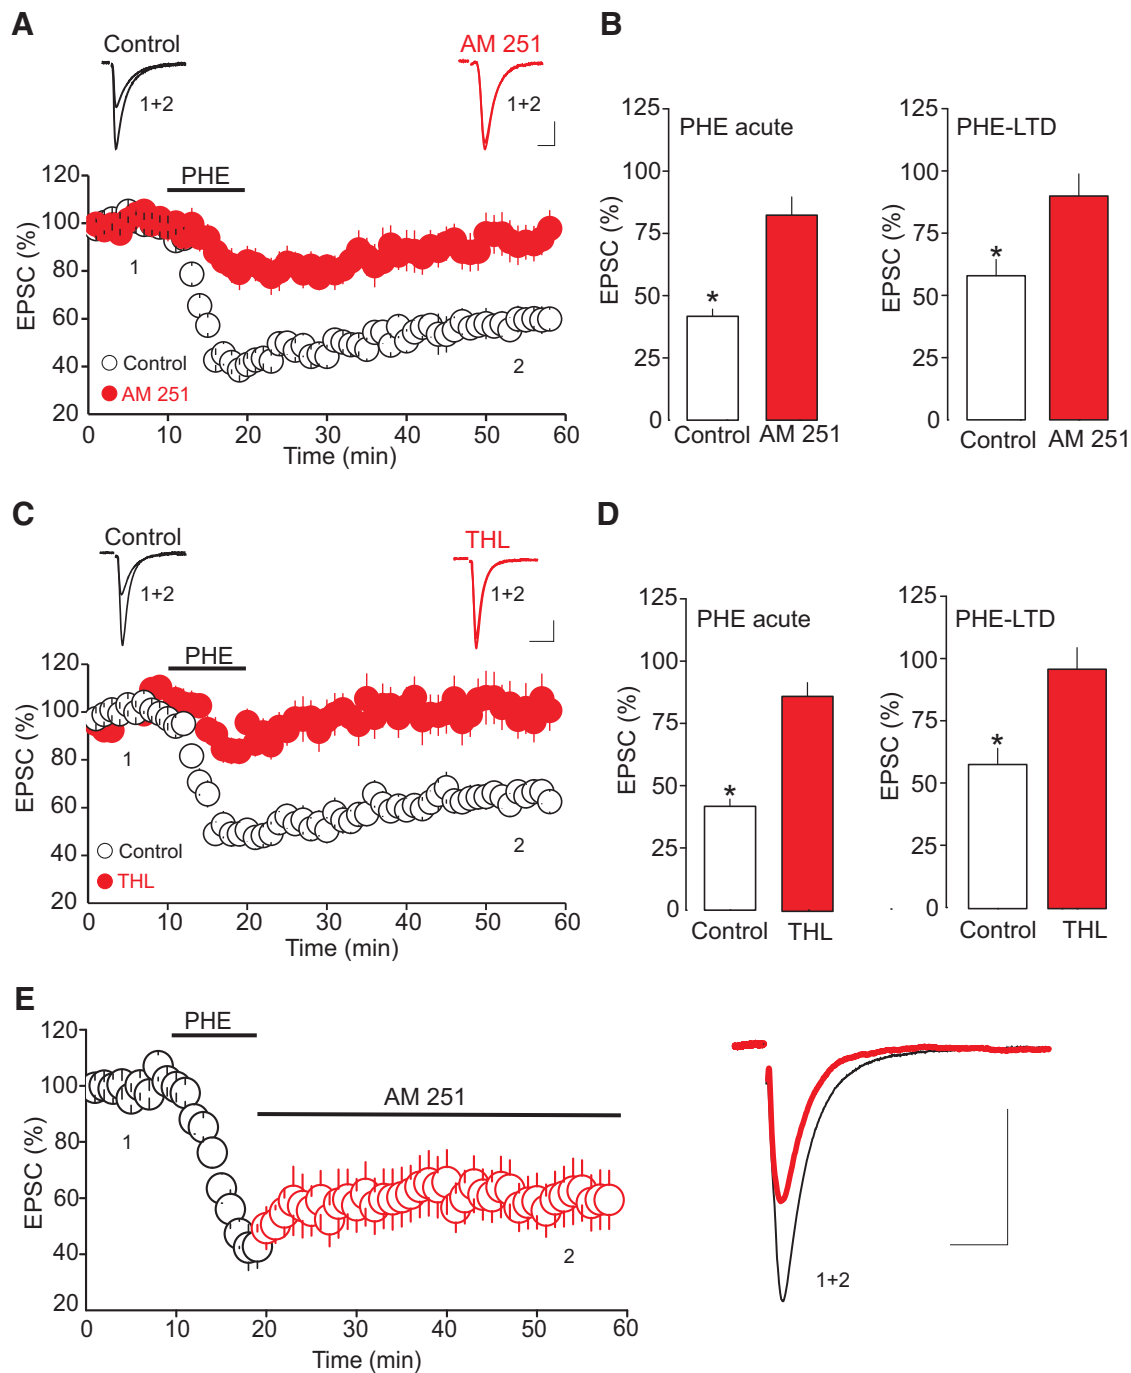 A
Control
1+2
AM 251
1+2
PHE
EPSC (%)
120
100
80
60
40
20
1
2
Control
AM 251
0
10
20
30
40
50
60
Time (min)
B
PHE acute
EPSC (%)
125
100
75
50
25
0
*
Control
AM 251
PHE-LTD
EPSC (%)
125
100
75
50
25
0
*
Control
AM 251
C
Control
1+2
THL
1+2
PHE
EPSC (%)
120
100
80
60
40
20
1
2
Control
THL
0
10
20
30
40
50
60
Time (min)
D
PHE acute
EPSC (%)
125
100
75
50
25
0
*
Control
THL
PHE-LTD
EPSC (%)
125
100
75
50
25
0
*
Control
THL
E
PHE
AM 251
EPSC (%)
120
100
80
60
40
20
1
2
0
10
20
30
40
50
60
Time (min)
1+2